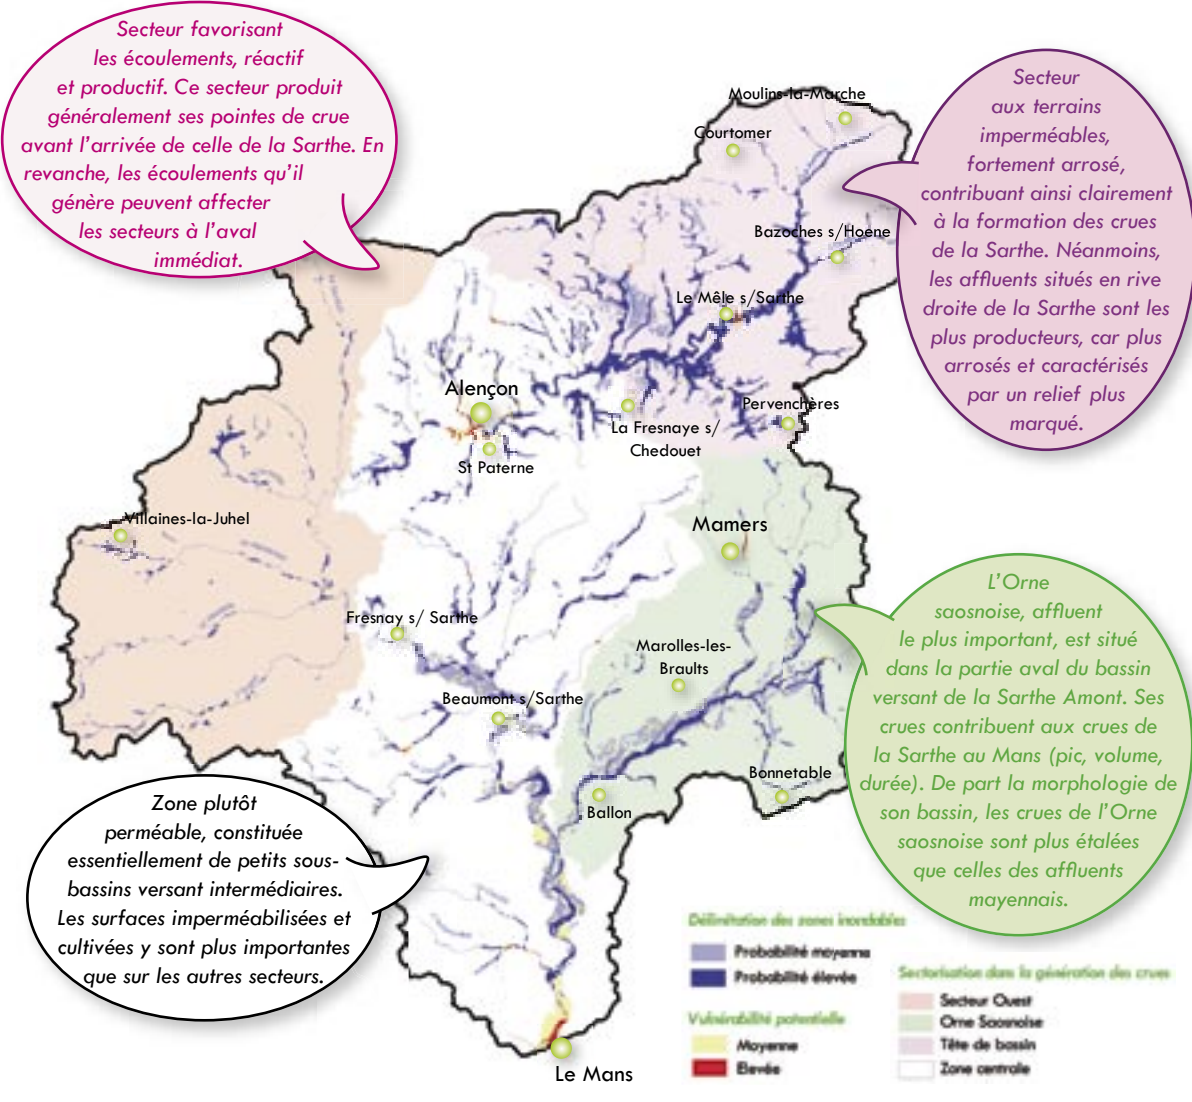 Secteur favorisant
les écoulements, réactif
et productif. Ce secteur produit
généralement ses pointes de crue
avant l'arrivée de celle de la Sarthe. En
revanche, les écoulements qu'il
génère peuvent affecter
les secteurs à l'aval
immédiat.
Secteur
aux terrains
imperméables,
fortement arrosé,
contribuant ainsi clairement
à la formation des crues
de la Sarthe. Néanmoins,
les affluents situés en rive
droite de la Sarthe sont les
plus producteurs, car plus
arrosés et caractérisés
par un relief plus
marqué.
Moulins-la-Marche
Courtomer
Bazoches s/Hoene
Le Mêle s/Sarthe
Alençon
Pervenchères
La Fresnaye s/
Chedouet
St Paterne
Villaines-la-Juhel
Mamers
Fresnay s/ Sarthe
Marolles-les-
Braults
Beaumont s/Sarthe
Bonnetable
Ballon
Le Mans
L'Orne
saosnoise, affluent
le plus important, est situé
dans la partie aval du bassin
versant de la Sarthe Amont. Ses
crues contribuent aux crues de
la Sarthe au Mans (pic, volume,
durée). De part la morphologie de
son bassin, les crues de l'Orne
saosnoise sont plus étalées
que celles des affluents
mayennais.
Zone plutôt
perméable, constituée
essentiellement de petits sous-
bassins versant intermédiaires.
Les surfaces imperméabilisées et
cultivées y sont plus importantes
que sur les autres secteurs.
Délimitation des zones inondables
Probabilité moyenne
Probabilité élevée
Vulnérabilité potentielle
Moyenne
Elevée
Sectorisation dans la génération des crues
Secteur Ouest
Orne Saosnoise
Tête de bassin
Zone centrale